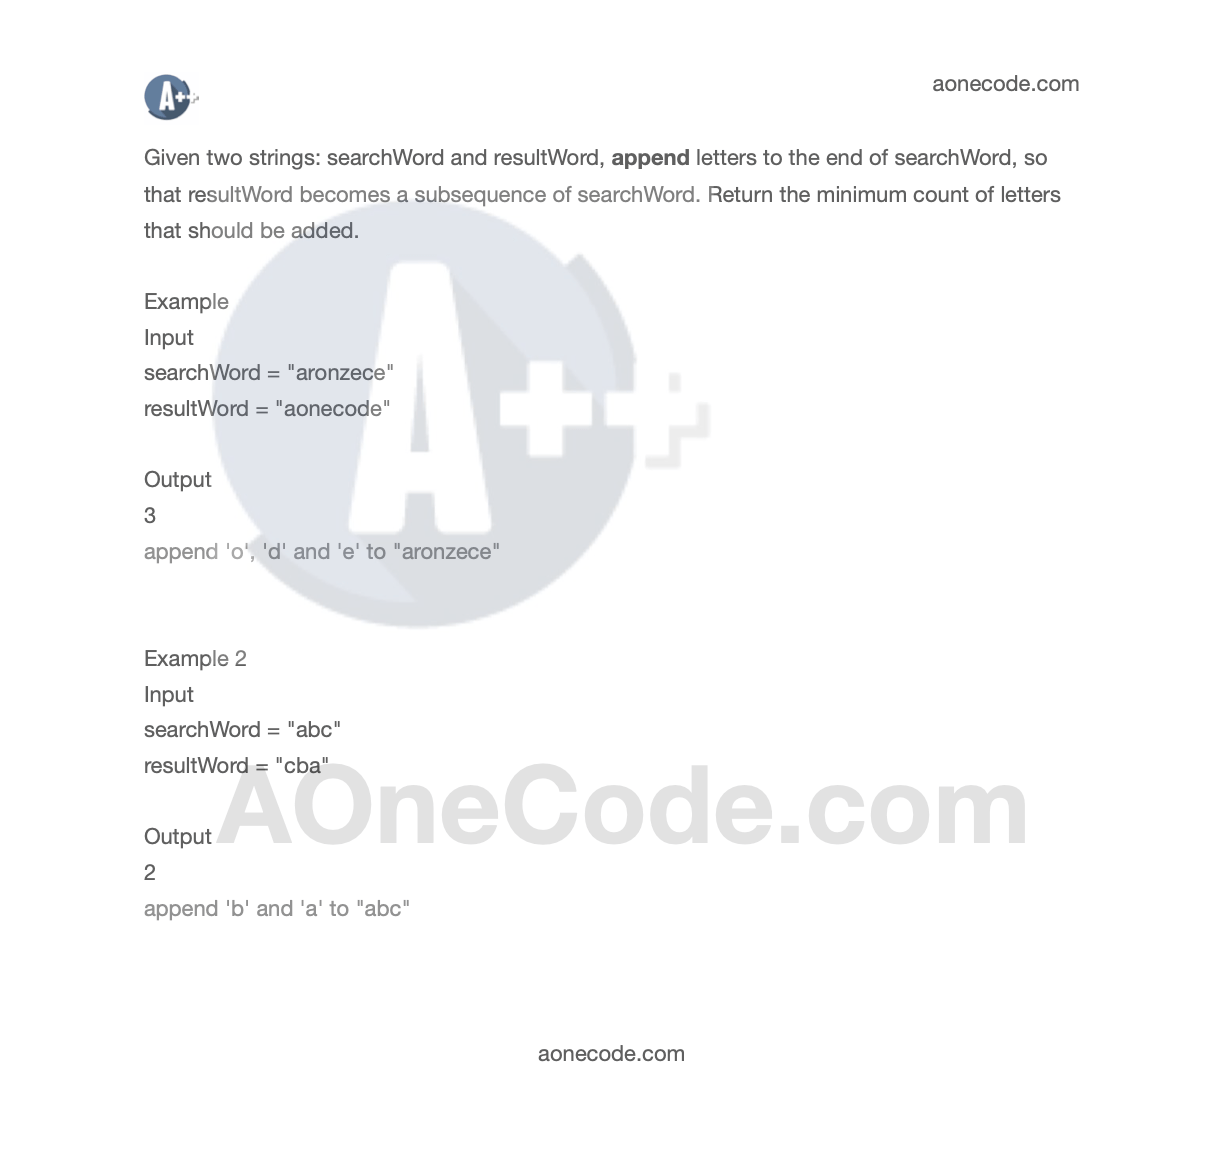 A++
aonecode.com
Given two strings: searchWord and resultWord, append letters to the end of searchWord, so
that resultWord becomes a subsequence of searchWord. Return the minimum count of letters
that should be added.
Example
Input
searchWord = "aronzece"
resultWord = "aonecode"
A++
Output
3
append 'o', 'd' and 'e' to "aronzece"
Example 2
Input
searchWord = "abc"
resultWord = "cba"
AOneCode.com
Output
2
append 'b' and 'a' to "abc"
aonecode.com